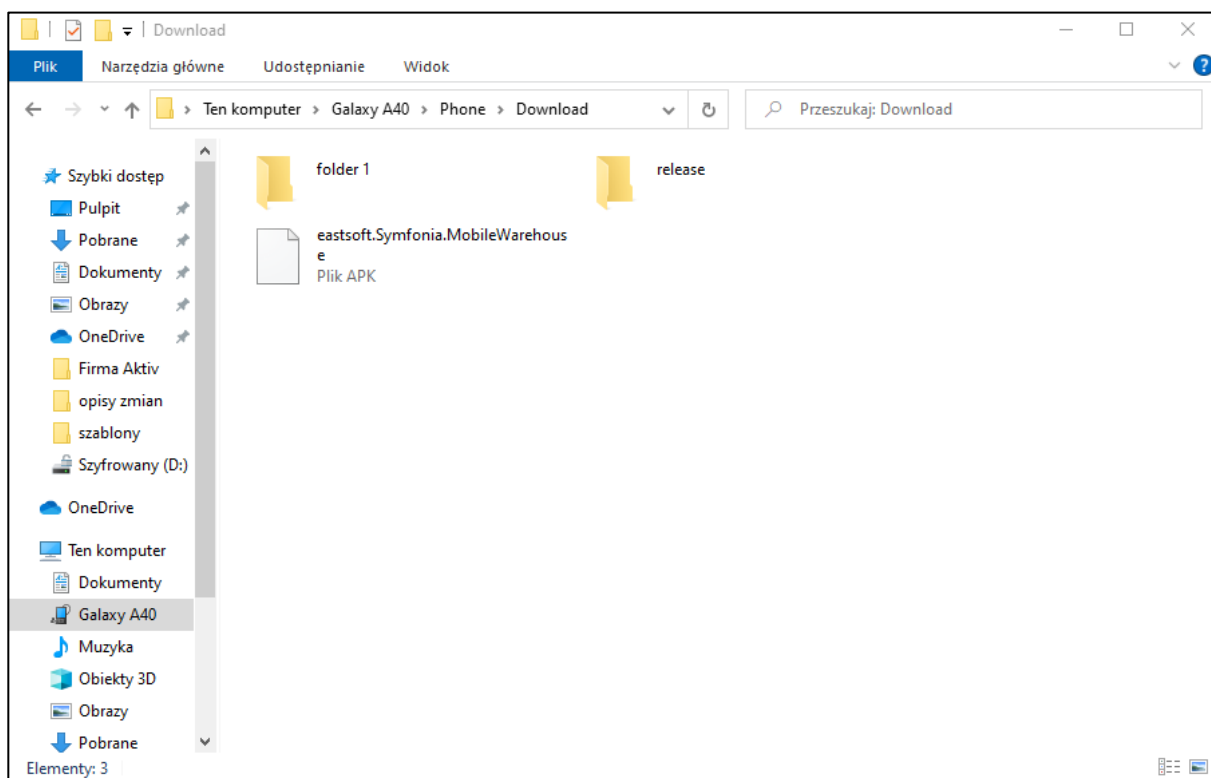 Download
Plik Narzędzia główne Udostępnianie Widok
Ten komputer > Galaxy A40 > Phone > Download
Przeszukaj: Download
Szybki dostęp
Pulpit
Pobrane
Dokumenty
Obrazy
OneDrive
Firma Aktiv
opisy zmian
szablony
Szyfrowany (D:)
OneDrive
Ten komputer
Dokumenty
Galaxy A40
Muzyka
Obiekty 3D
Obrazy
Pobrane
folder 1
release
eastsoft.Symfonia.MobileWarehous
e
Plik APK
Elementy: 3